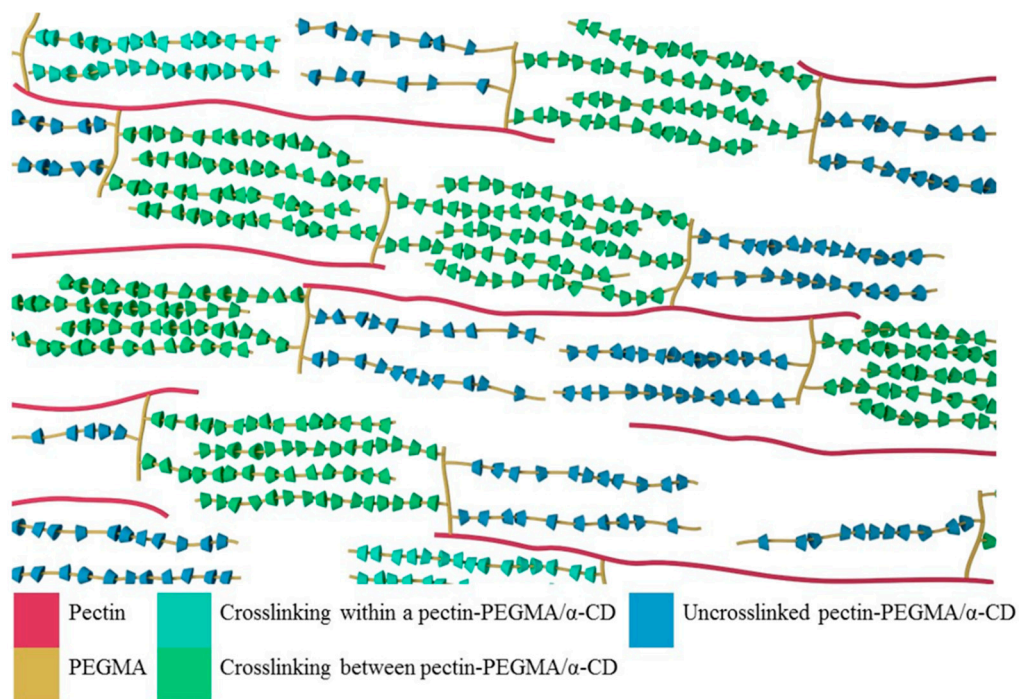 Pectin
Crosslinking within a pectin-PEGMA/α-CD
Uncrosslinked pectin-PEGMA/α-CD
PEGMA
Crosslinking between pectin-PEGMA/α-CD